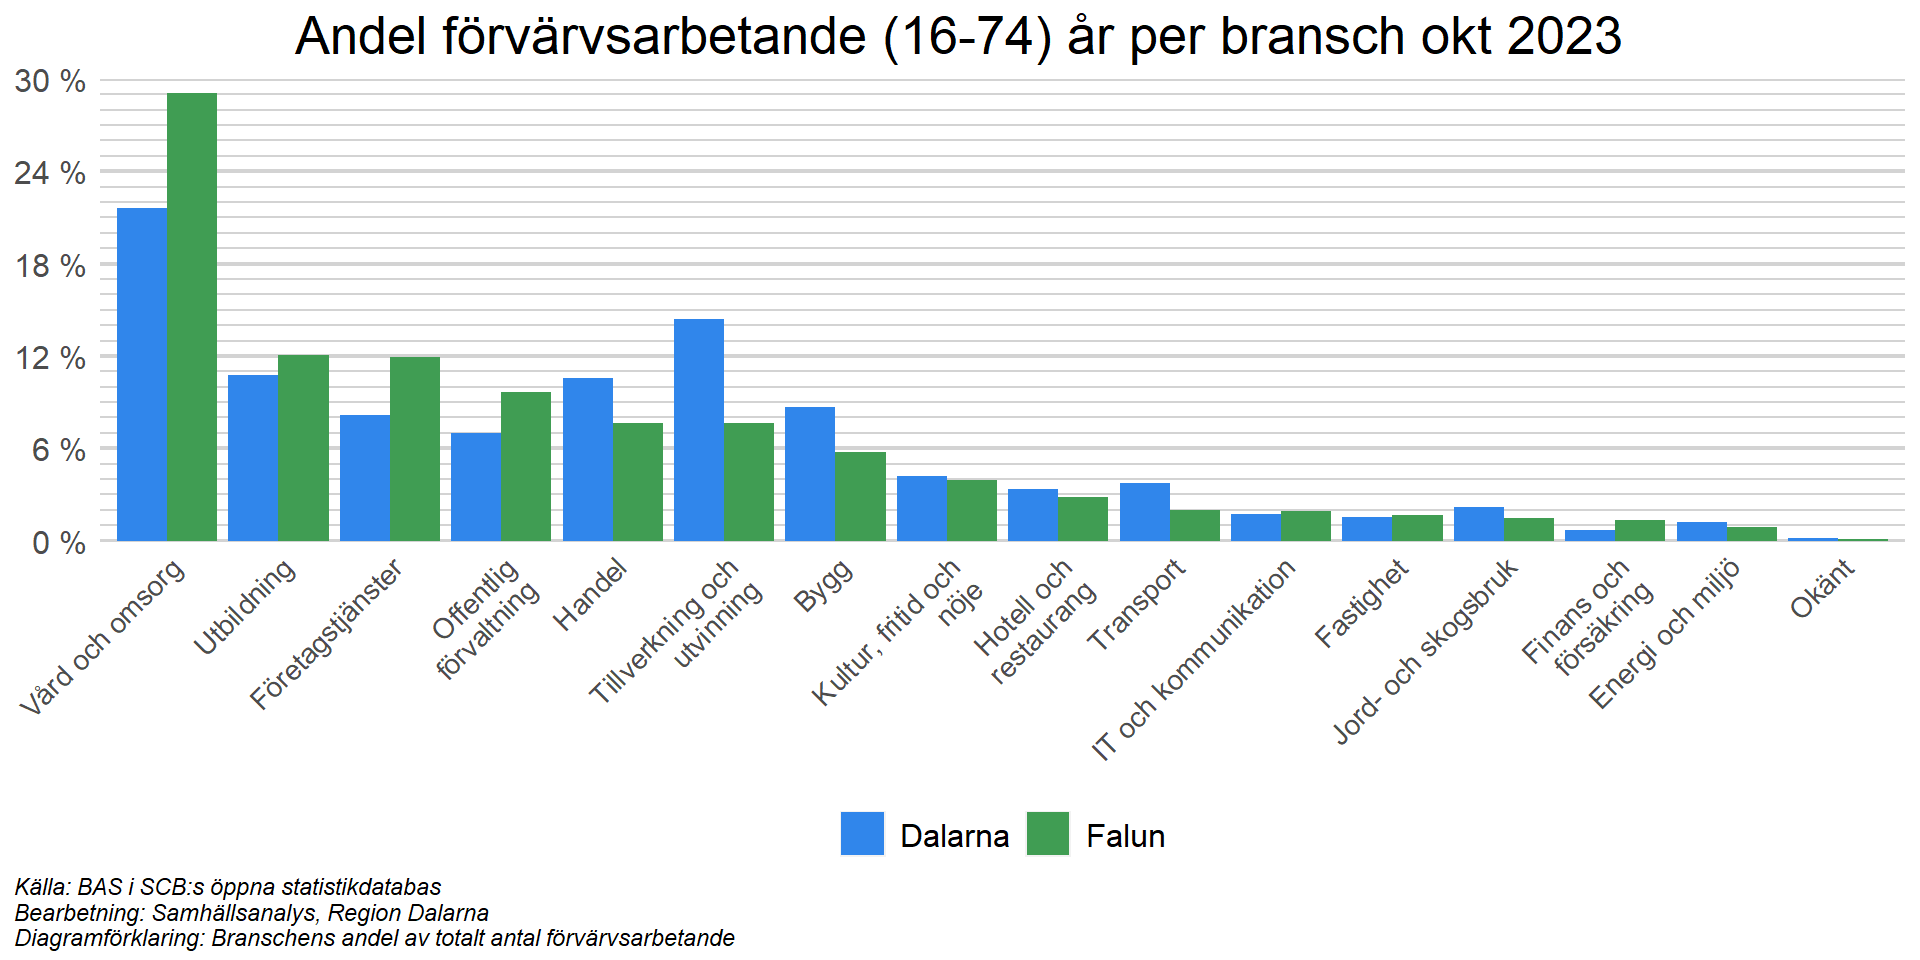 Andel förvärvsarbetande (16-74) år per bransch okt 2023
30 %
24 %
18 %
12 %
6 %
0 %
Vård och omsorg
Utbildning
Företagstjänster
Offentlig
förvaltning
Handel
Tillverkning och
utvinning
Bygg
Kultur, fritid och
nöje
Hotell och
restaurang
Transport
IT och kommunikation
Fastighet
Jord- och skogsbruk
Finans och
försäkring
Energi och miljö
Okänt
Dalarna
Falun
Källa: BAS i SCB:s öppna statistikdatabas
Bearbetning: Samhällsanalys, Region Dalarna
Diagramförklaring: Branschens andel av totalt antal förvärvsarbetande